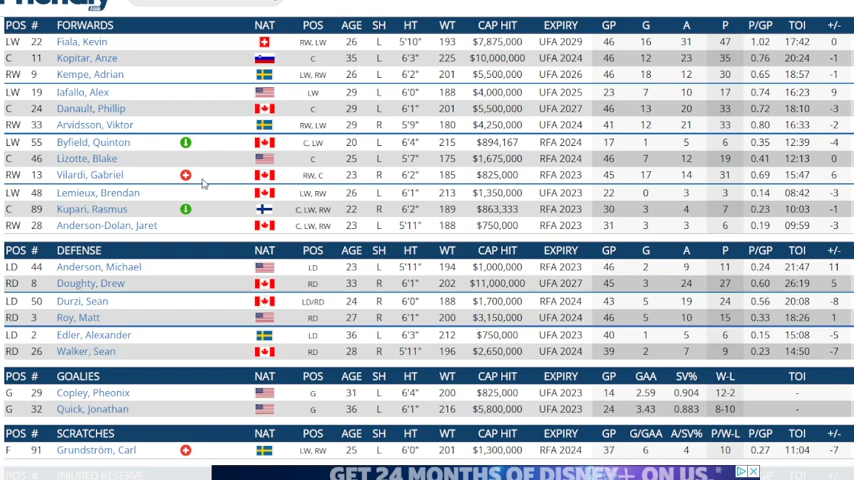 Friendly
POS # FORWARDS NAT POS AGE SH HT WT CAP HIT EXPIRY GP G A P P/GP TOI +/-
LW 22 Fiala, Kevin RW, LW 26 L 5'10" 193 $7,875,000 UFA 2029 46 16 31 47 1.02 17:42 0
C 11 Kopitar, Anze C 35 L 6'3" 225 $10,000,000 UFA 2024 46 12 23 35 0.76 20:24 -1
RW 9 Kempe, Adrian LW, RW 26 L 6'2" 201 $5,500,000 UFA 2026 46 18 12 30 0.65 18:57 -1
LW 19 Iafallo, Alex LW 29 L 6'0" 188 $4,000,000 UFA 2025 23 7 10 17 0.74 16:23 9
C 24 Danault, Phillip C 29 L 6'1" 201 $5,500,000 UFA 2027 46 13 20 33 0.72 18:10 -3
RW 33 Arvidsson, Viktor RW, LW 29 R 5'9" 180 $4,250,000 UFA 2024 41 12 21 33 0.80 16:33 -2
LW 55 Byfield, Quinton C, LW 20 L 6'4" 215 $894,167 RFA 2024 17 1 5 6 0.35 12:39 -4
C 46 Lizotte, Blake C 25 L 5'7" 175 $1,675,000 RFA 2024 46 7 12 19 0.41 12:13 0
RW 13 Vilardi, Gabriel RW, C 23 R 6'2" 185 $825,000 RFA 2023 45 17 14 31 0.69 15:47 6
LW 48 Lemieux, Brendan LW, RW 26 L 6'1" 213 $1,350,000 UFA 2023 22 0 3 3 0.14 08:42 -3
C 89 Kupari, Rasmus C, LW, RW 22 R 6'2" 189 $863,333 RFA 2023 30 3 4 7 0.23 10:03 -1
RW 28 Anderson-Dolan, Jaret C, LW, RW 23 L 5'11" 188 $750,000 RFA 2023 31 3 3 6 0.19 09:59 -3
POS # DEFENSE NAT POS AGE SH HT WT CAP HIT EXPIRY GP G A P P/GP TOI +/-
LD 44 Anderson, Michael LD 23 L 5'11" 194 $1,000,000 RFA 2023 46 2 9 11 0.24 21:47 11
RD 8 Doughty, Drew RD 33 R 6'1" 202 $11,000,000 UFA 2027 45 3 24 27 0.60 26:19 5
LD 50 Durzi, Sean LD/RD 24 R 6'0" 188 $1,700,000 RFA 2024 43 5 19 24 0.56 20:08 -8
RD 3 Roy, Matt RD 27 R 6'1" 200 $3,150,000 UFA 2024 46 5 10 15 0.33 18:26 1
LD 2 Edler, Alexander LD 36 L 6'3" 212 $750,000 UFA 2023 40 1 5 6 0.15 15:08 -5
RD 26 Walker, Sean RD 28 R 5'11" 196 $2,650,000 UFA 2024 39 2 7 9 0.23 14:50 -7
POS # GOALIES NAT POS AGE SH HT WT CAP HIT EXPIRY GP GAA SV% W-L TOI
G 29 Copley, Pheonix G 31 L 6'4" 200 $825,000 UFA 2023 14 2.59 0.904 12-2 -
G 32 Quick, Jonathan G 36 L 6'1" 216 $5,800,000 UFA 2023 24 3.43 0.883 8-10 -
POS # SCRATCHES NAT POS AGE SH HT WT CAP HIT EXPIRY GP G/GAA A/SV% P/W-L P/GP TOI +/-
F 91 Grundström, Carl LW, RW 25 L 6'0" 201 $1,300,000 RFA 2024 37 6 4 10 0.27 11:04 -7
POS # INJURED RESERVE
GET 24 MONTHS OF DISNEY+ ON US.*